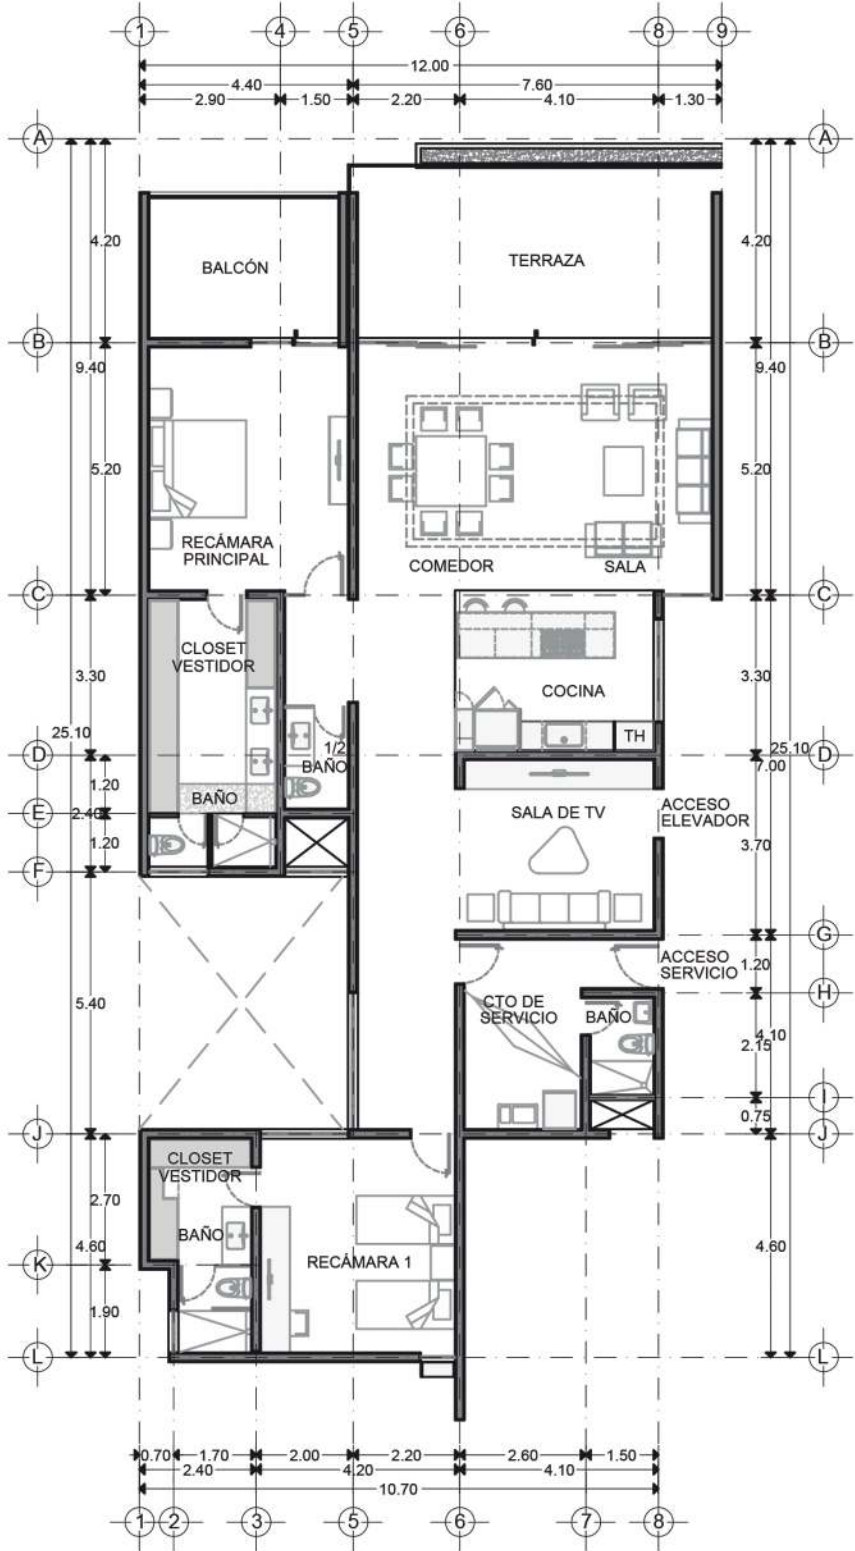 1 4 5 6 8 9
12.00
4.40 7.60
2.90 1.50 2.20 4.10 1.30
A A
4.20 4.20
BALCÓN TERRAZA
B B
9.40 9.40
5.20 5.20
RECÁMARA
PRINCIPAL
COMEDOR SALA
C C
CLOSET
VESTIDOR
3.30 3.30
COCINA
25.10 25.10
TH
D D
7.00
1/2
BAÑO
1.20
BAÑO
E
2.40
SALA DE TV
ACCESO
ELEVADOR
1.20 3.70
F
G
ACCESO
SERVICIO
1.20
H
5.40
CTO DE
SERVICIO
BAÑO
4.10
2.15
I
0.75
J J
CLOSET
VESTIDOR
2.70
BAÑO
4.60 4.60
K
RECÁMARA 1
1.90
L L
0.70 1.70 2.00 2.20 2.60 1.50
2.40 4.20 4.10
10.70
1 2 3 5 6 7 8